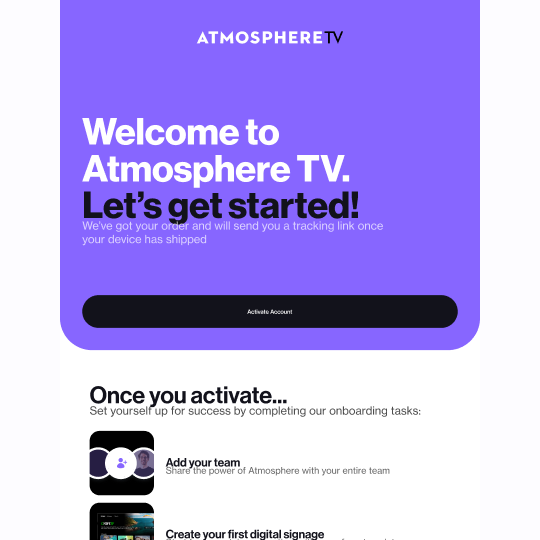 ATMOSPHERETV
Welcome to
Atmosphere TV.
Let's get started!
We've got your order and will send you a tracking link once
your device has shipped
Activate Account
Once you activate...
Set yourself up for success by completing our onboarding tasks:
Add your team
Share the power of Atmosphere with your entire team
Create your first digital signage